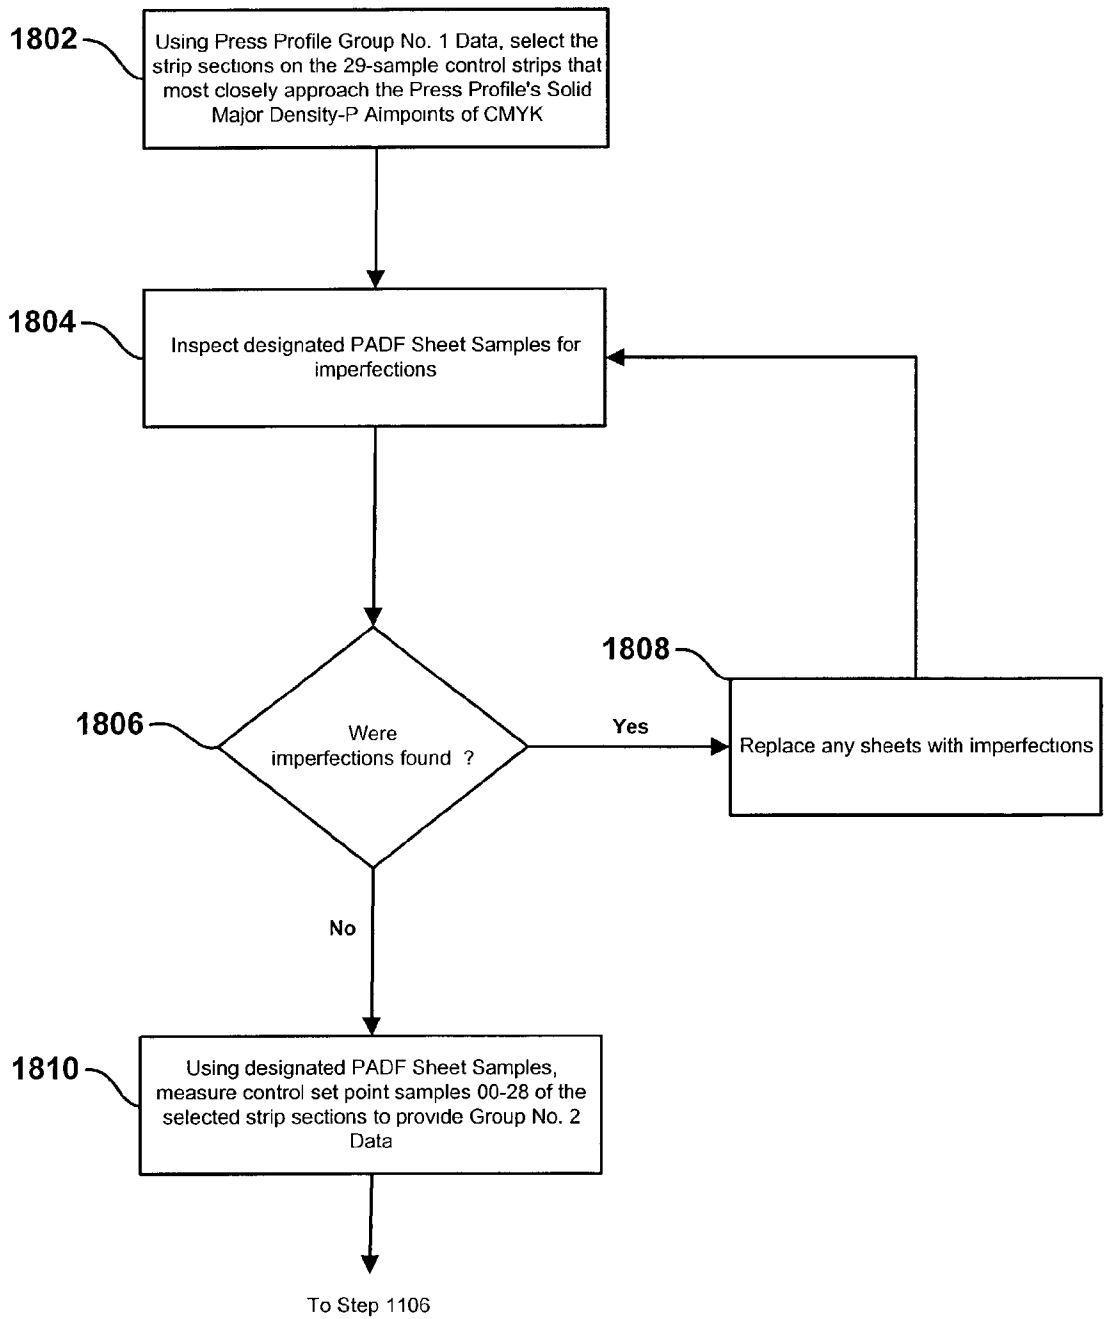 1802
Using Press Profile Group No. 1 Data, select the
strip sections on the 29-sample control strips that
most closely approach the Press Profile's Solid
Major Density-P Aimpoints of CMYK
1804
Inspect designated PADF Sheet Samples for
imperfections
1806
Were
imperfections found ?
Yes
1808
Replace any sheets with imperfections
No
1810
Using designated PADF Sheet Samples,
measure control set point samples 00-28 of the
selected strip sections to provide Group No. 2
Data
To Step 1106